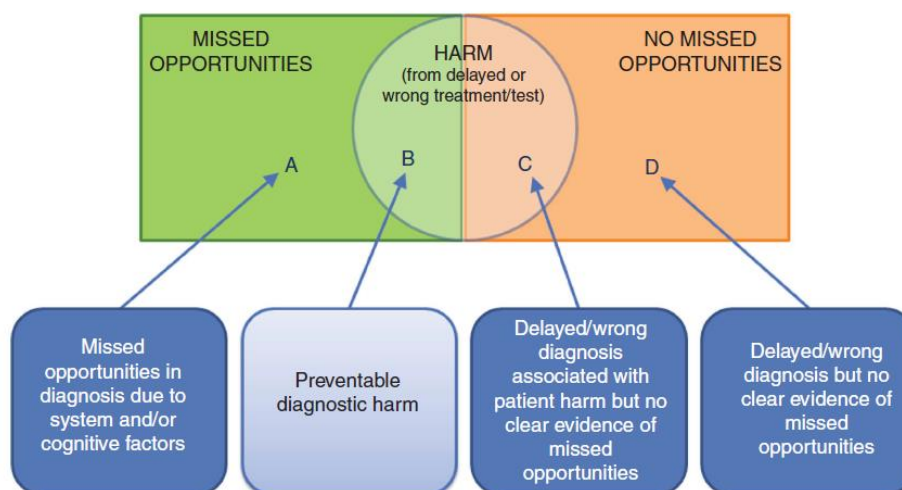 MISSED
OPPORTUNITIES
HARM
(from delayed or
wrong treatment/test)
NO MISSED
OPPORTUNITIES
A
B
C
D
Missed
opportunities in
diagnosis due to
system and/or
cognitive factors
Preventable
diagnostic harm
Delayed/wrong
diagnosis
associated with
patient harm but no
clear evidence of
missed
opportunities
Delayed/wrong
diagnosis but no
clear evidence of
missed
opportunities